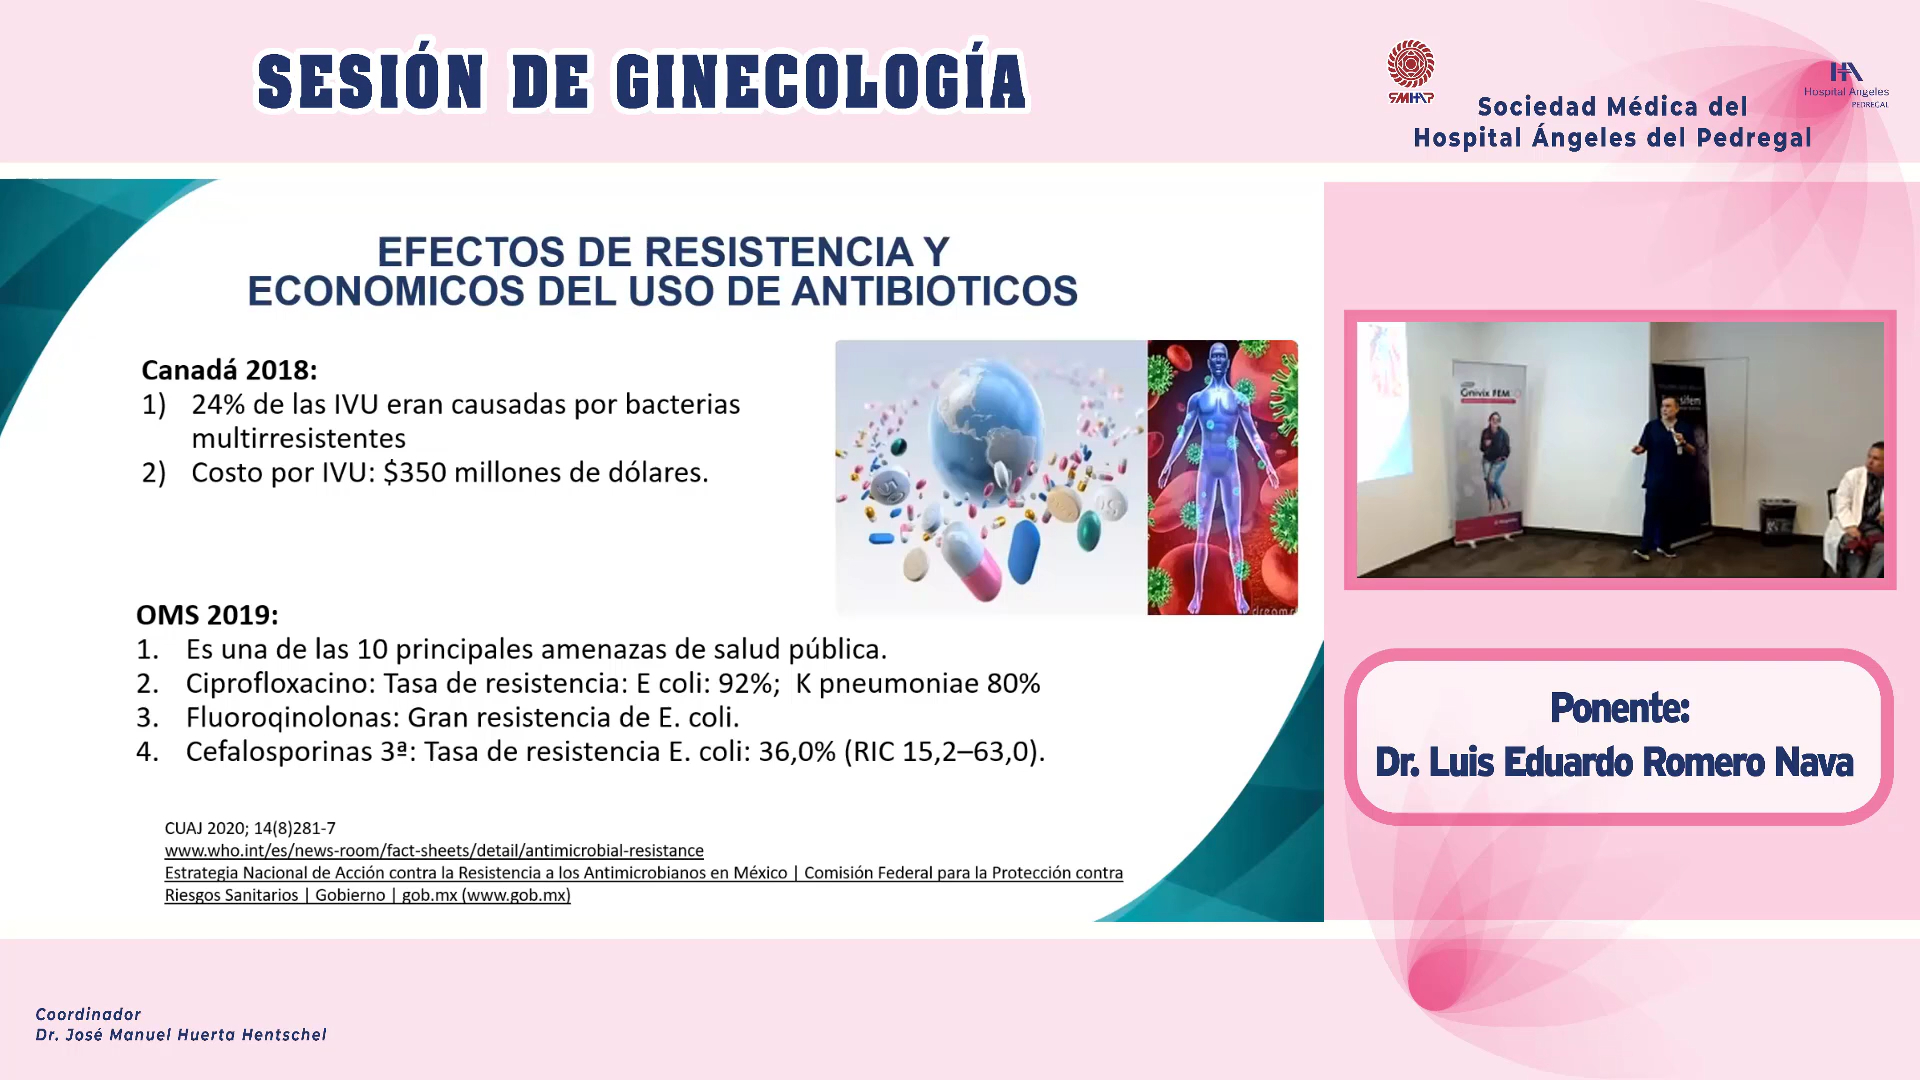 SESIÓN DE GINECOLOGÍA
SMHAP
Sociedad Médica del
Hospital Ángeles del Pedregal
HA
Hospital Angeles
PEDREGAL
EFECTOS DE RESISTENCIA Y
ECONOMICOS DEL USO DE ANTIBIOTICOS
Canadá 2018:
1) 24% de las IVU eran causadas por bacterias
multirresistentes
2) Costo por IVU: $350 millones de dólares.
OMS 2019:
1. Es una de las 10 principales amenazas de salud pública.
2. Ciprofloxacino: Tasa de resistencia: E coli: 92%; K pneumoniae 80%
3. Fluoroqinolonas: Gran resistencia de E. coli.
4. Cefalosporinas 3ª: Tasa de resistencia E. coli: 36,0% (RIC 15,2–63,0).
CUAJ 2020; 14(8)281-7
www.who.int/es/news-room/fact-sheets/detail/antimicrobial-resistance
Estrategia Nacional de Acción contra la Resistencia a los Antimicrobianos en México | Comisión Federal para la Protección contra
Riesgos Sanitarios | Gobierno | gob.mx (www.gob.mx)
Ginivix FEM
Ponente:
Dr. Luis Eduardo Romero Nava
Coordinador
Dr. José Manuel Huerta Hentschel